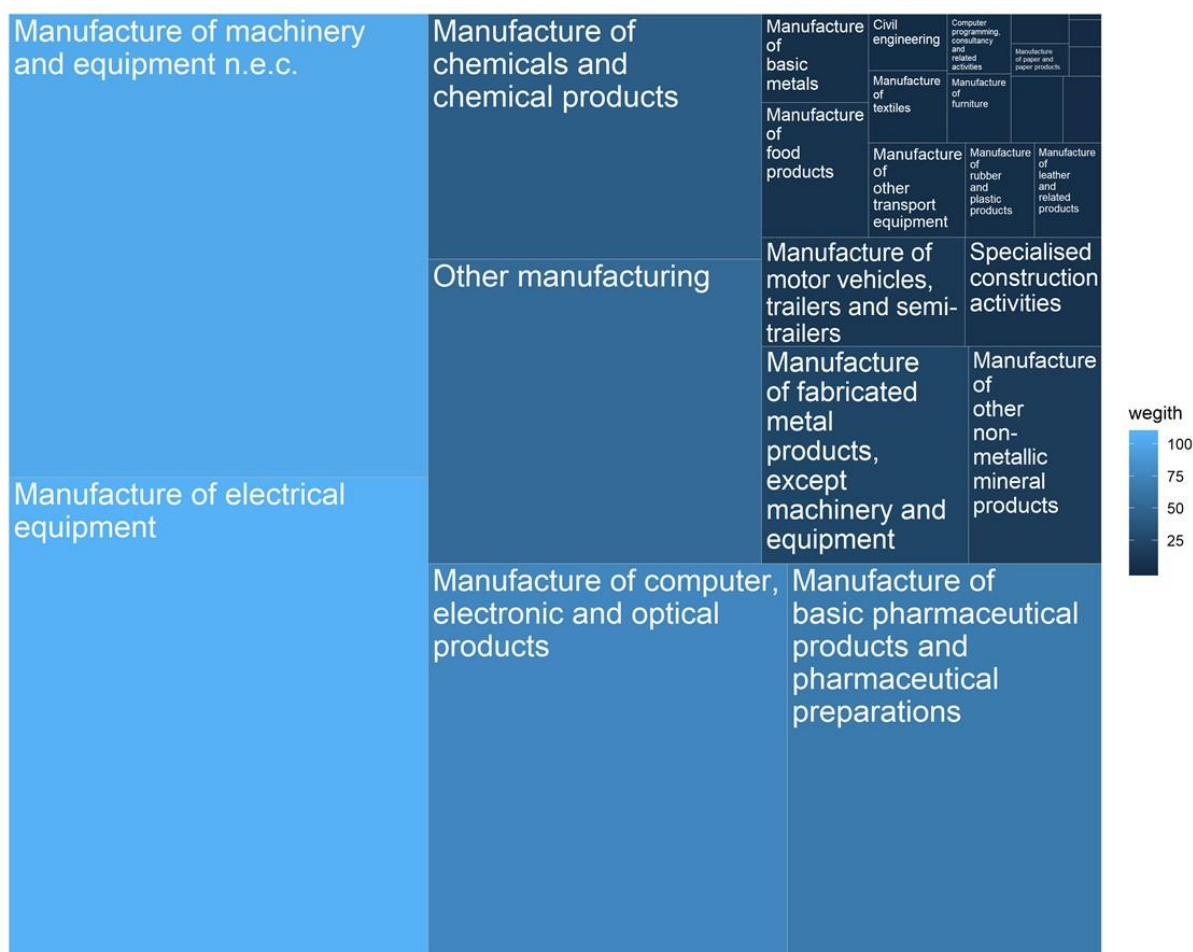 Manufacture of machinery
and equipment n.e.c.
Manufacture of electrical
equipment
Manufacture of
chemicals and
chemical products
Other manufacturing
Manufacture of computer,
electronic and optical
products
Manufacture of
basic pharmaceutical
products and
pharmaceutical
preparations
Manufacture
of
basic
metals
Manufacture
of
food
products
Civil
engineering
Manufacture
of
textiles
Computer
programming,
consultancy
and
related
activities
Manufacture
of
furniture
Manufacture
of paper and
paper products
Manufacture
of
other
transport
equipment
Manufacture
of
rubber
and
plastic
products
Manufacture
of
leather
and
related
products
Manufacture of
motor vehicles,
trailers and semi-
trailers
Specialised
construction
activities
Manufacture
of fabricated
metal
products,
except
machinery and
equipment
Manufacture
of
other
non-
metallic
mineral
products
wegith
100
75
50
25